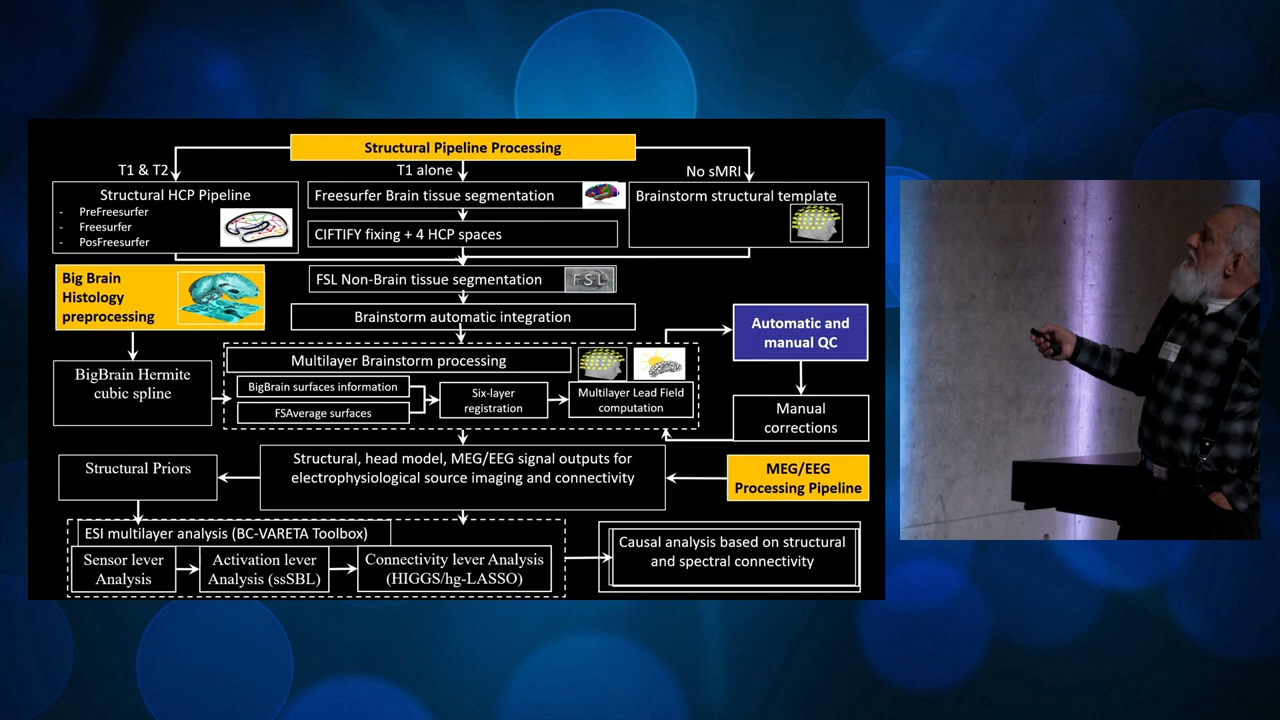 Structural Pipeline Processing
T1 & T2
T1 alone
No sMRI
Structural HCP Pipeline
- PreFreesurfer
- Freesurfer
- PosFreesurfer
Freesurfer Brain tissue segmentation
CIFTIFY fixing + 4 HCP spaces
Brainstorm structural template
Big Brain
Histology
preprocessing
FSL Non-Brain tissue segmentation
FSL
Brainstorm automatic integration
Automatic and
manual QC
Multilayer Brainstorm processing
BigBrain Hermite
cubic spline
BigBrain surfaces information
FSAverage surfaces
Six-layer
registration
Multilayer Lead Field
computation
Manual
corrections
Structural Priors
Structural, head model, MEG/EEG signal outputs for
electrophysiological source imaging and connectivity
MEG/EEG
Processing Pipeline
ESI multilayer analysis (BC-VARETA Toolbox)
Sensor lever
Analysis
Activation lever
Analysis (ssSBL)
Connectivity lever Analysis
(HIGGS/hg-LASSO)
Causal analysis based on structural
and spectral connectivity